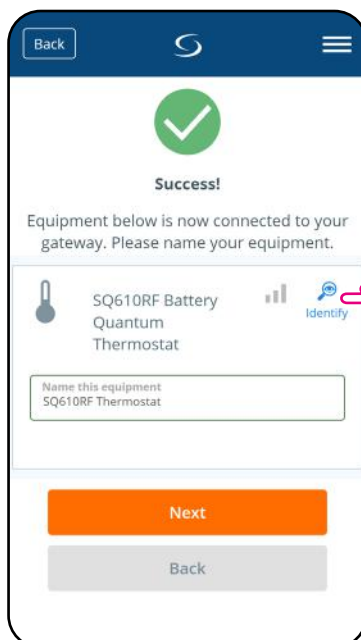 Back
Success!
Equipment below is now connected to your
gateway. Please name your equipment.
SQ610RF Battery
Quantum
Thermostat
Identify
Name this equipment
SQ610RF Thermostat
Next
Back